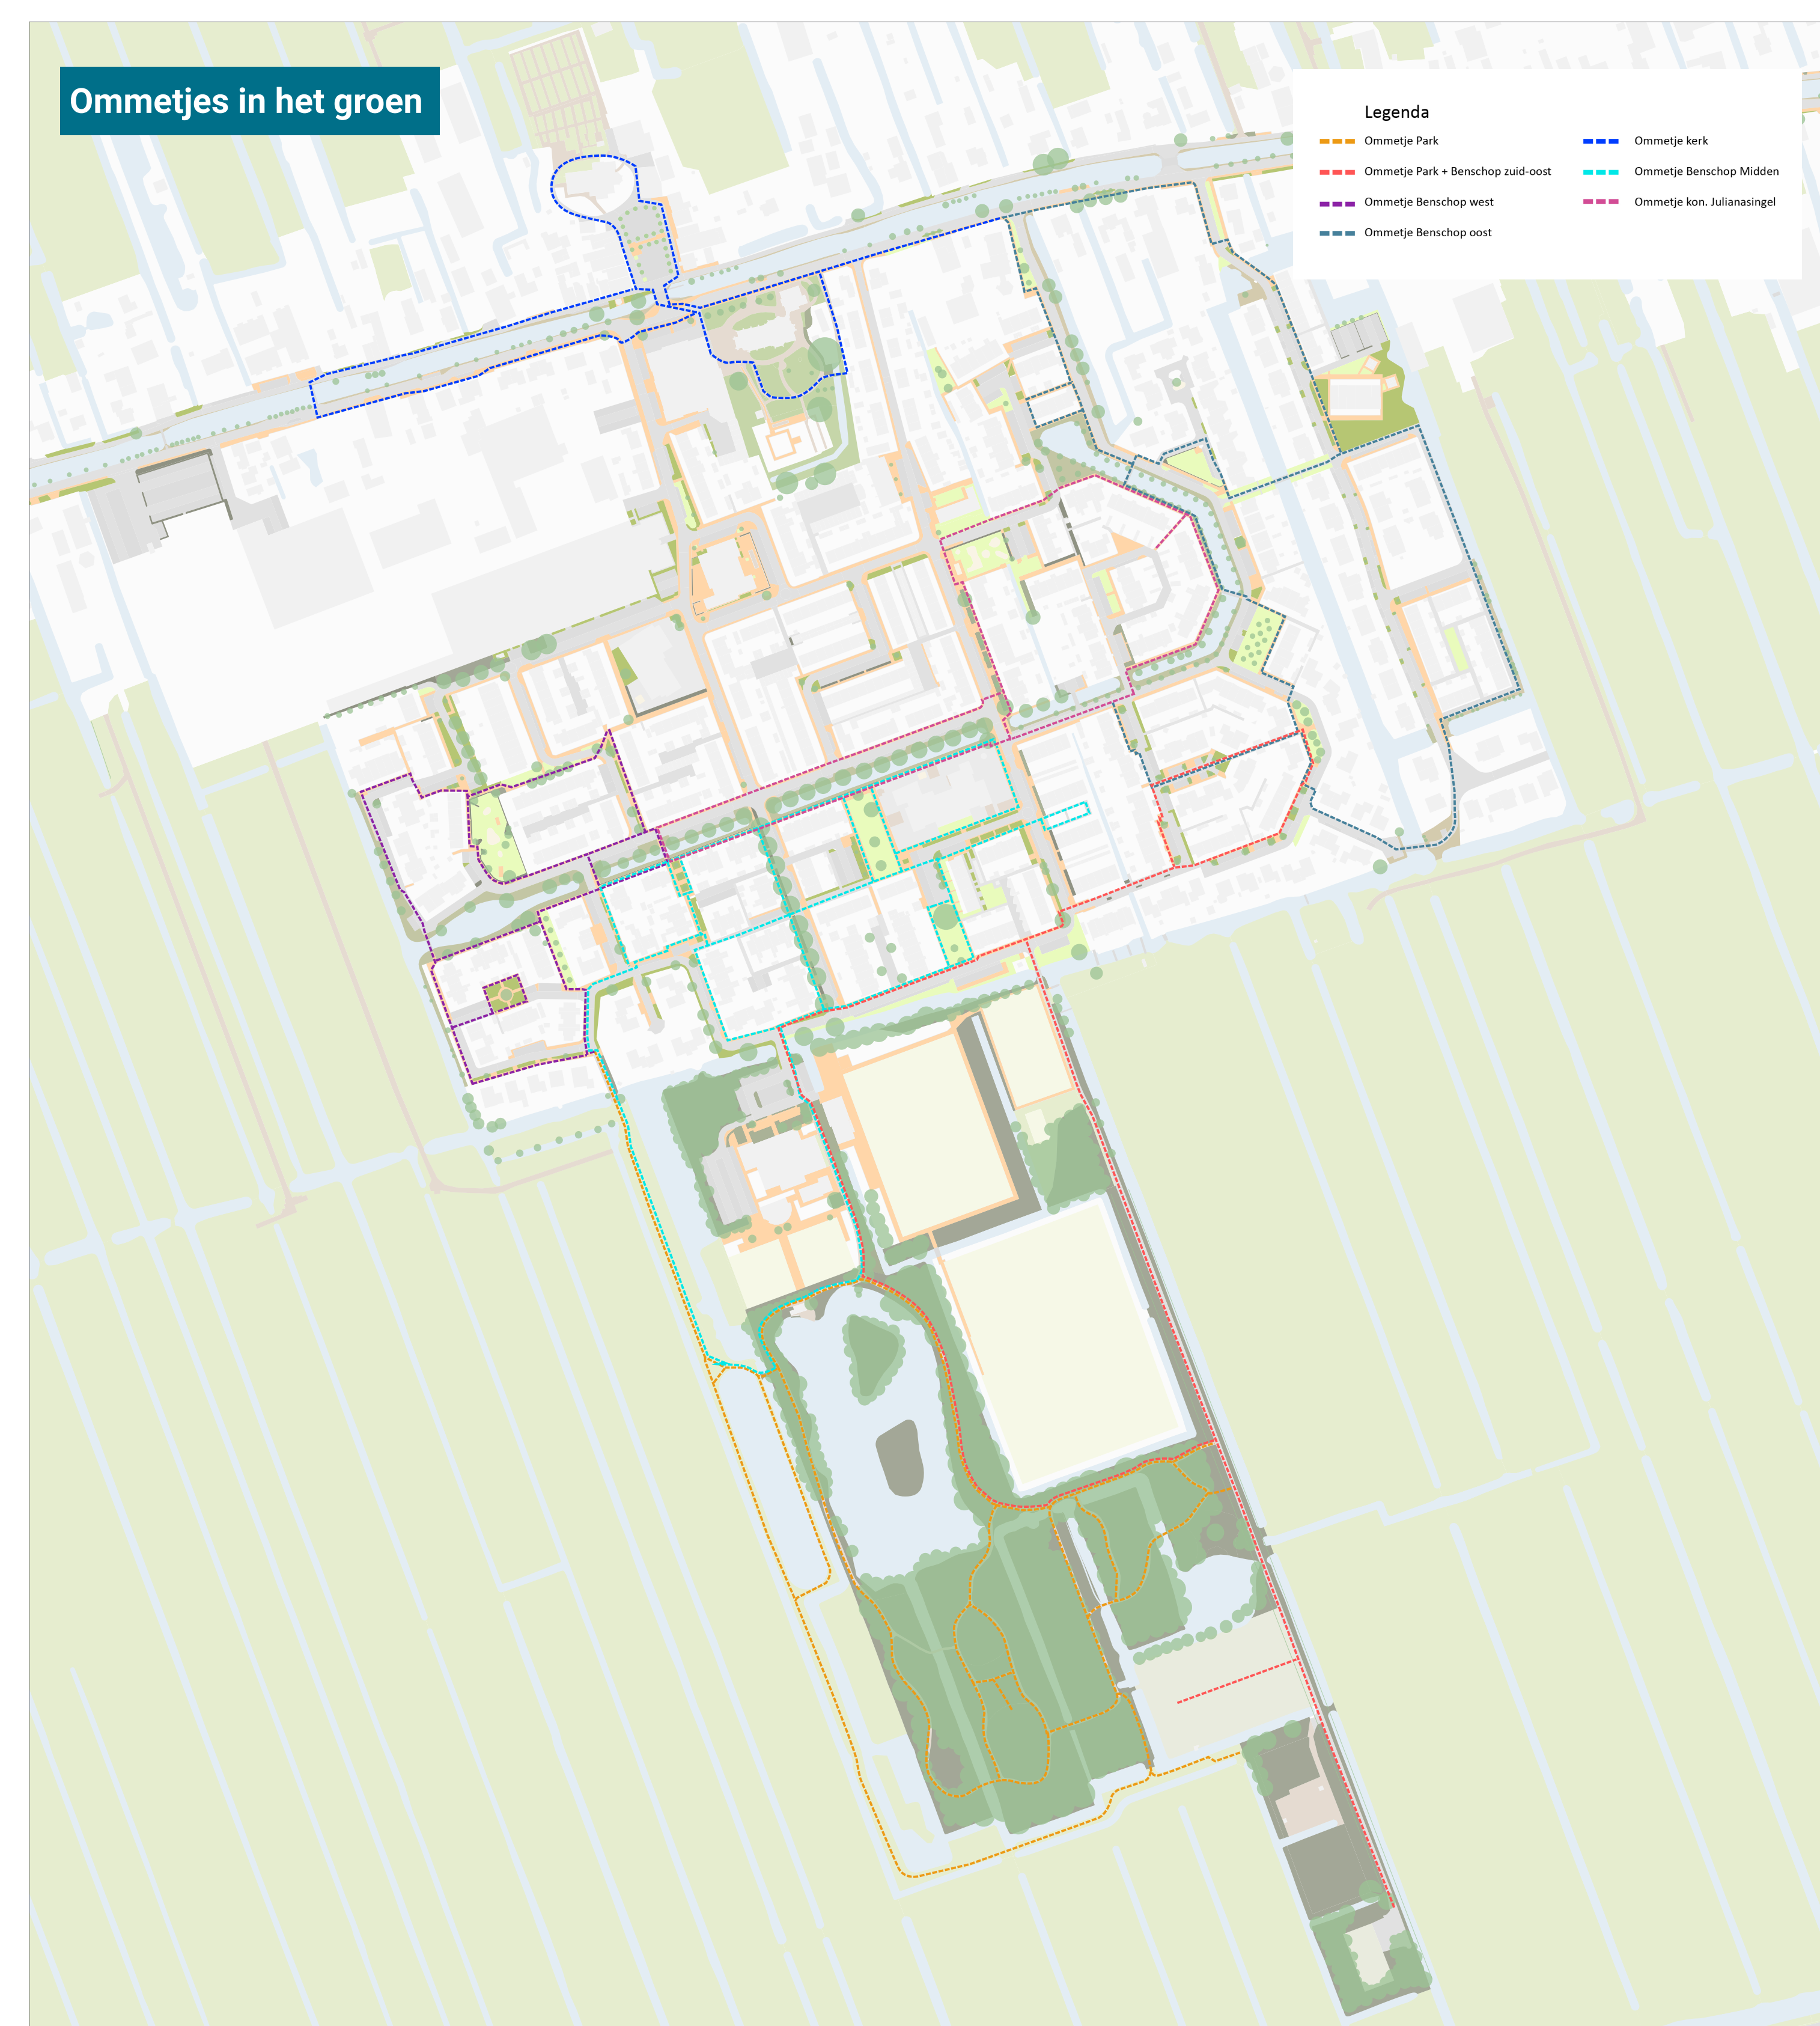 Ommetjes in het groen
Legenda
Ommetje Park
Ommetje Park + Benschop zuid-oost
Ommetje Benschop west
Ommetje Benschop oost
Ommetje kerk
Ommetje Benschop Midden
Ommetje kon. Julianasingel